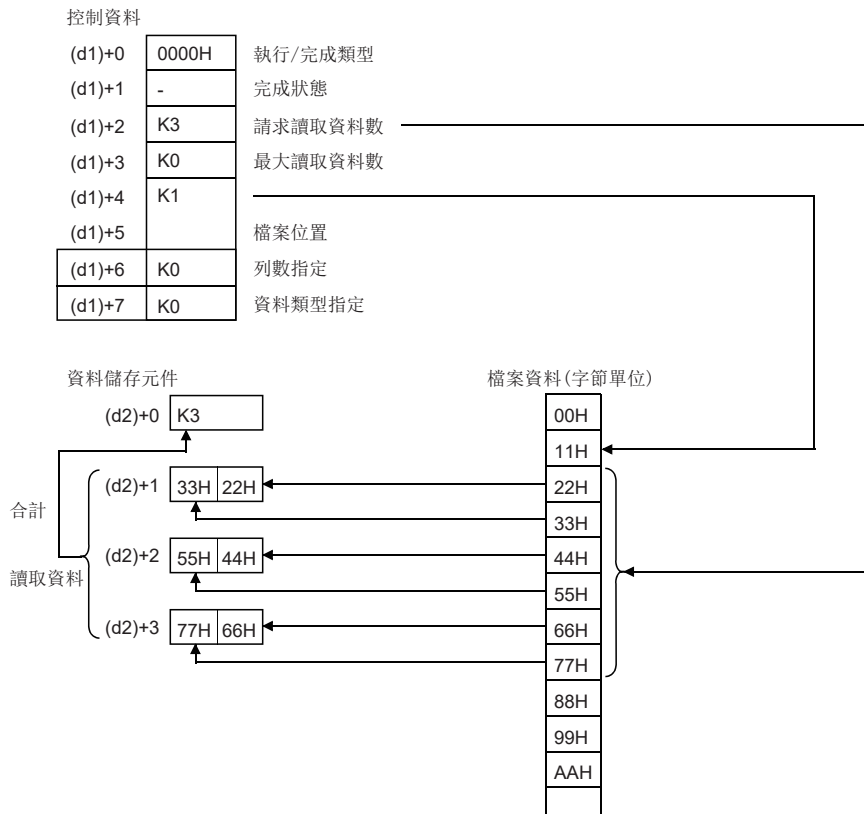 控制資料
(d1)+0 0000H 執行/完成類型
(d1)+1 - 完成狀態
(d1)+2 K3 請求讀取資料數
(d1)+3 K0 最大讀取資料數
(d1)+4 K1
(d1)+5 檔案位置
(d1)+6 K0 列數指定
(d1)+7 K0 資料類型指定
資料儲存元件 檔案資料(字節單位)
(d2)+0 K3 00H
11H
(d2)+1 33H 22H 22H
合計
33H
(d2)+2 55H 44H 44H
讀取資料
55H
(d2)+3 77H 66H 66H
77H
88H
99H
AAH